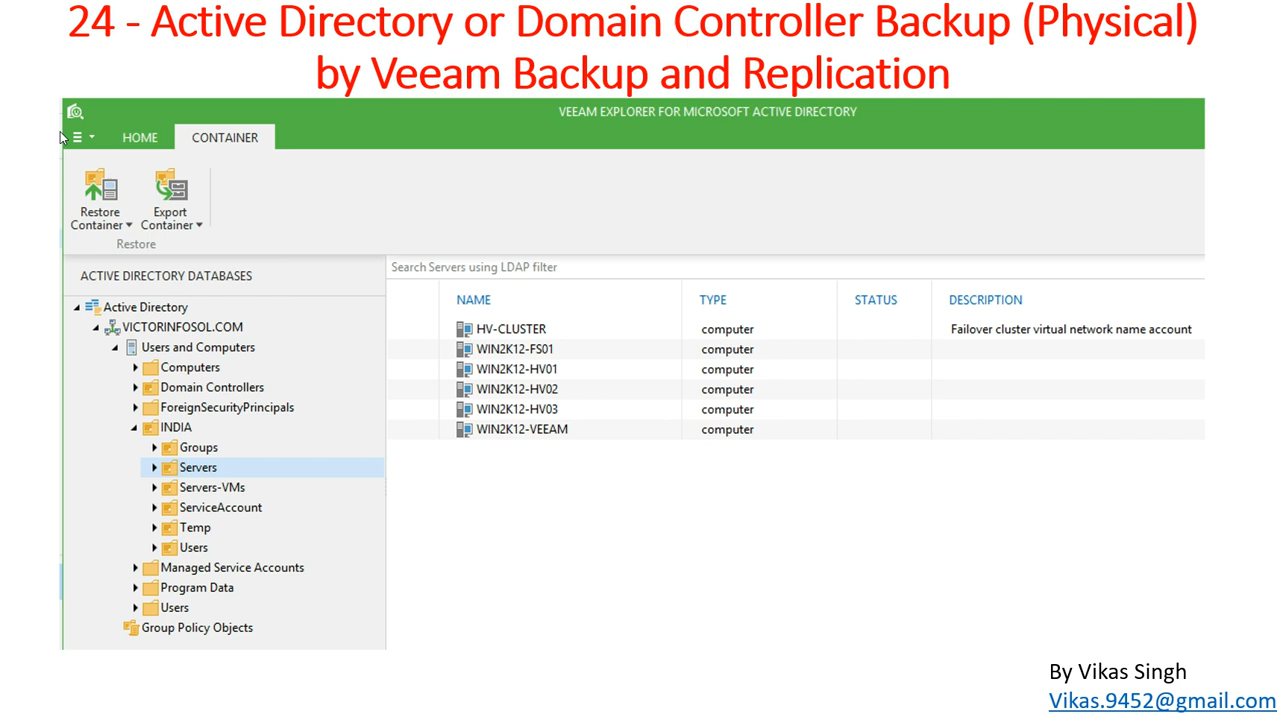 24 - Active Directory or Domain Controller Backup (Physical)
by Veeam Backup and Replication
VEEAM EXPLORER FOR MICROSOFT ACTIVE DIRECTORY
HOME CONTAINER
Restore Container
Export Container
Restore
ACTIVE DIRECTORY DATABASES
Active Directory
VICTORINFOSOL.COM
Users and Computers
Computers
Domain Controllers
ForeignSecurityPrincipals
INDIA
Groups
Servers
Servers-VMs
ServiceAccount
Temp
Users
Managed Service Accounts
Program Data
Users
Group Policy Objects
Search Servers using LDAP filter
NAME TYPE STATUS DESCRIPTION
HV-CLUSTER computer Failover cluster virtual network name account
WIN2K12-FS01 computer
WIN2K12-HV01 computer
WIN2K12-HV02 computer
WIN2K12-HV03 computer
WIN2K12-VEEAM computer
By Vikas Singh
Vikas.9452@gmail.com